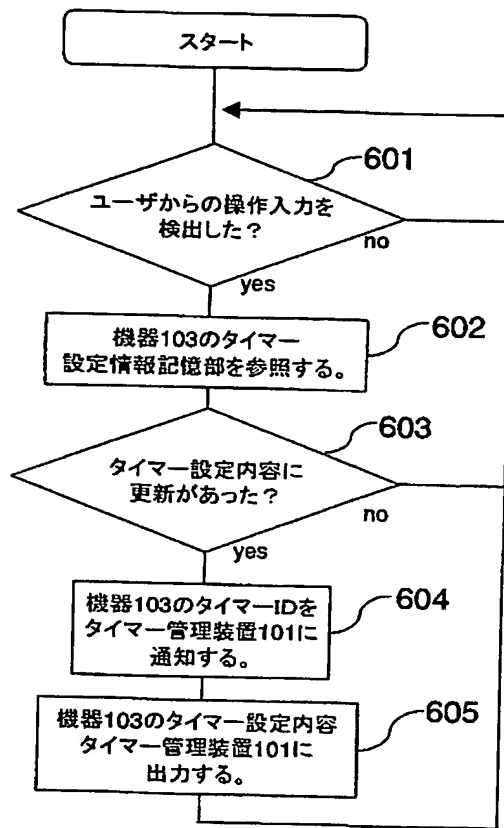 スタート
601
ユーザからの操作入力を
検出した？
no
yes
602
機器103のタイマー
設定情報記憶部を参照する。
603
タイマー設定内容に
更新があった？
no
yes
604
機器103のタイマーIDを
タイマー管理装置101に
通知する。
605
機器103のタイマー設定内容
タイマー管理装置101に
出力する。